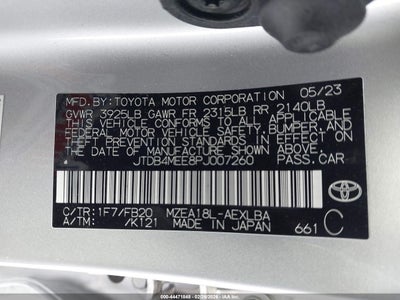 MFD.BY: TOYOTA MOTOR CORPORATION 05/23
GVWR 3925LB GAWR FR 2315LB RR 2140LB
THIS VEHICLE CONFORMS TO ALL APPLICABLE
FEDERAL MOTOR VEHICLE SAFETY, BUMPER, AND
THEFT PREVENTION STANDARDS IN EFFECT ON
THE DATE OF MANUFACTURE SHOWN ABOVE.
JTDB4MEE8PJ007260 PASS.CAR
TOYOTA
C/TR: 1F7/FB20 MZEA18L-AEXLBA
A/TM: /K121 MADE IN JAPAN 661 C